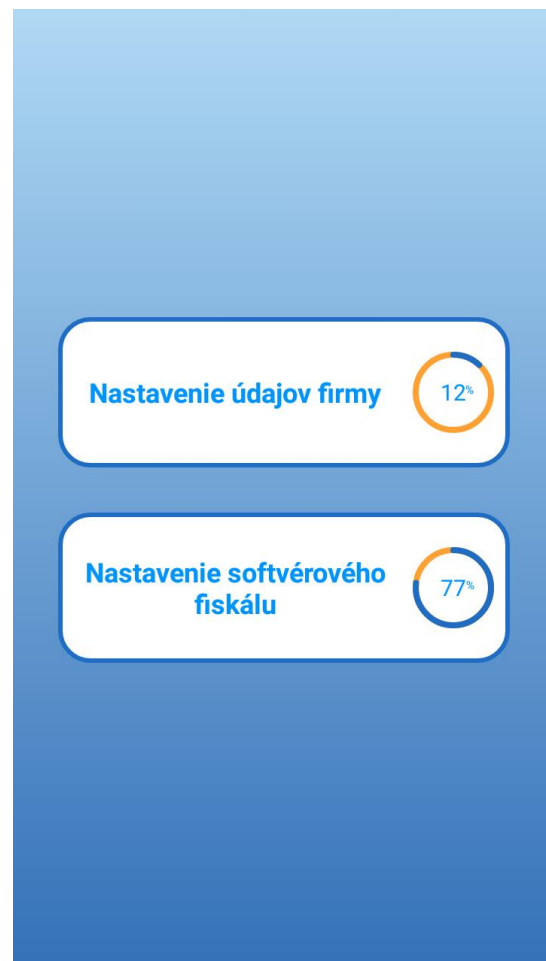 Nastavenie údajov firmy
12%
Nastavenie softvérového
fiskálu
77%